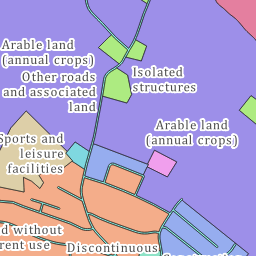 Arable land
(annual crops)
Other roads
and associated
land
Isolated
structures
Arable land
(annual crops)
Sports and
leisure
facilities
d without
rent use
Discontinuous
Construction